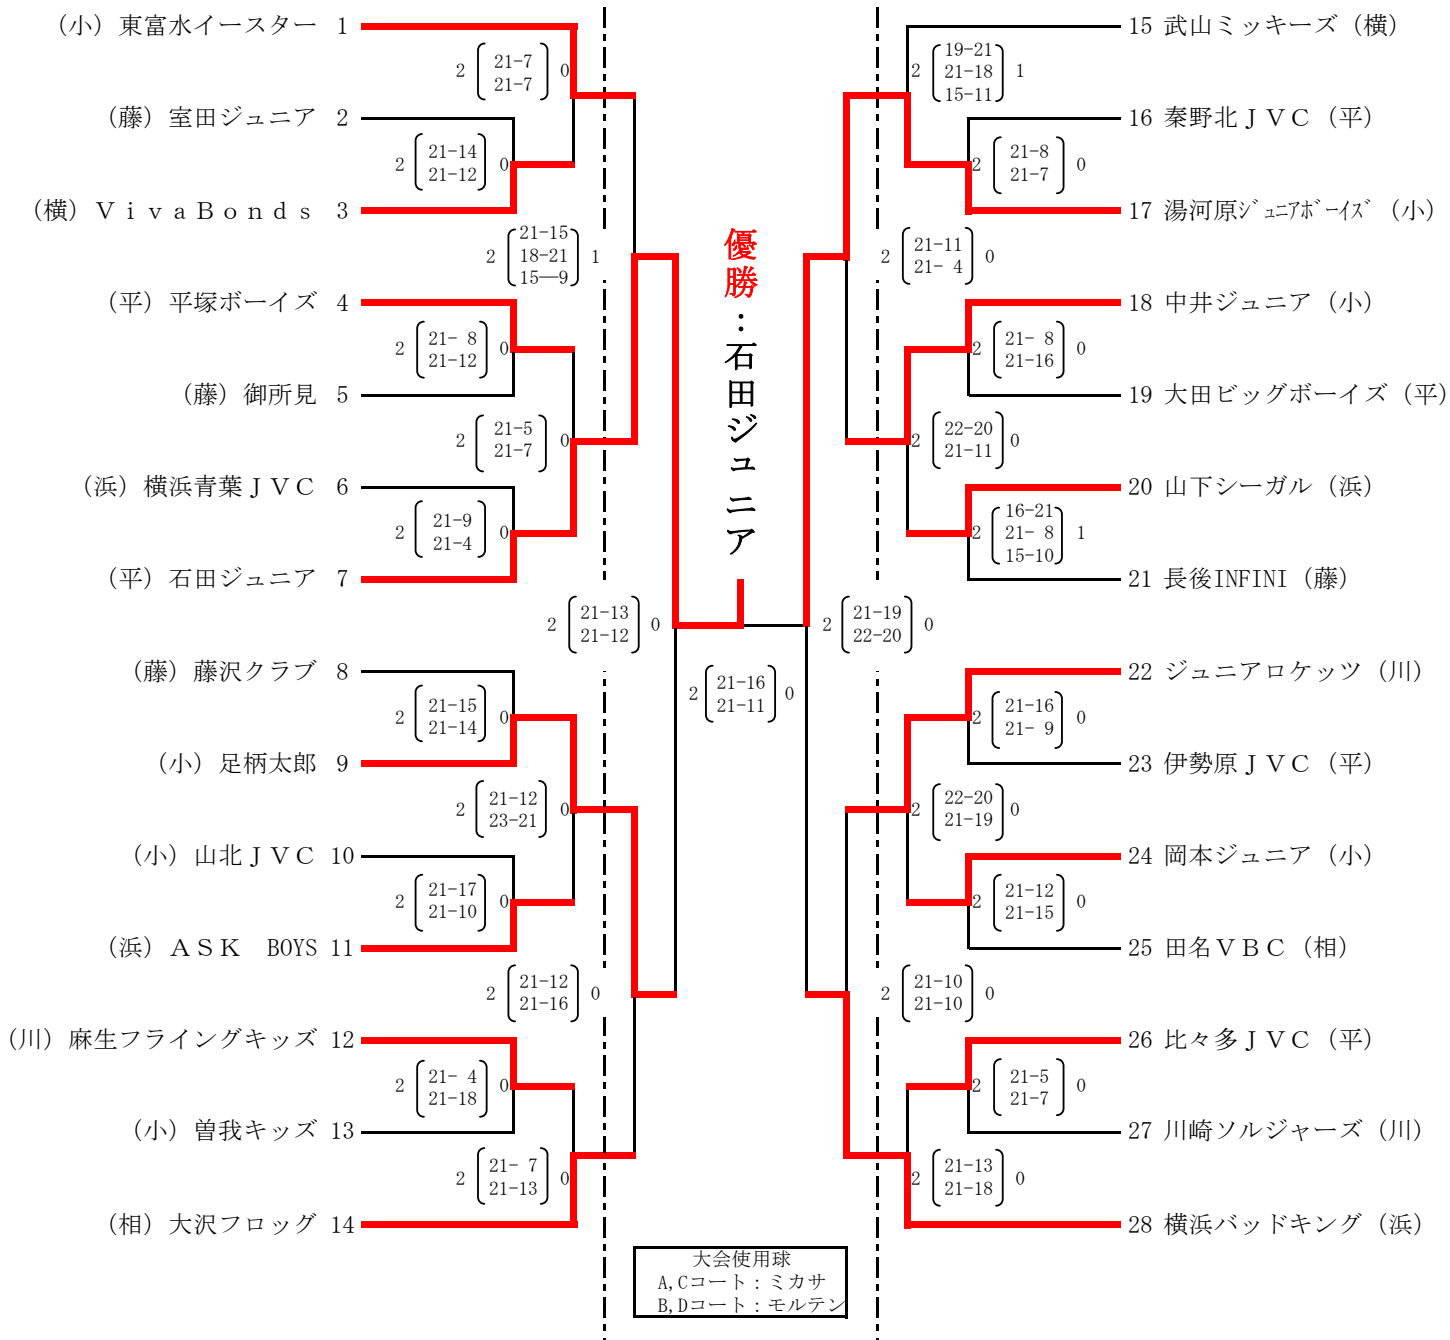 (小) 東富水イースター 1
2 21-7 0
21-7
(藤) 室田ジュニア 2
2 21-14 0
21-12
(横) ＶｉｖａＢｏｎｄｓ 3
21-15
2 18-21 1
15―9
(平) 平塚ボーイズ 4
2 21- 8 0
21-12
(藤) 御所見 5
2 21-5 0
21-7
(浜) 横浜青葉ＪＶＣ 6
2 21-9 0
21-4
(平) 石田ジュニア 7
2 21-13 0
21-12
(藤) 藤沢クラブ 8
2 21-15 0
21-14
(小) 足柄太郎 9
2 21-12 0
23-21
(小) 山北ＪＶＣ 10
2 21-17 0
21-10
(浜) ＡＳＫ BOYS 11
2 21-12 0
21-16
(川) 麻生フライングキッズ 12
2 21- 4 0
21-18
(小) 曽我キッズ 13
2 21- 7 0
21-13
(相) 大沢フロッグ 14
優勝：石田ジュニア
2 21-16 0
21-11
15 武山ミッキーズ (横)
19-21
2 21-18 1
15-11
16 秦野北ＪＶＣ (平)
2 21-8 0
21-7
17 湯河原ｼﾞｭﾆｱﾎﾞｰｲｽﾞ (小)
2 21-11 0
21- 4
18 中井ジュニア (小)
2 21- 8 0
21-16
19 大田ビッグボーイズ (平)
2 22-20 0
21-11
20 山下シーガル (浜)
16-21
2 21- 8 1
15-10
21 長後INFINI (藤)
2 21-19 0
22-20
22 ジュニアロケッツ (川)
2 21-16 0
21- 9
23 伊勢原ＪＶＣ (平)
2 22-20 0
21-19
24 岡本ジュニア (小)
2 21-12 0
21-15
25 田名ＶＢＣ (相)
2 21-10 0
21-10
26 比々多ＪＶＣ (平)
2 21-5 0
21-7
27 川崎ソルジャーズ (川)
2 21-13 0
21-18
28 横浜バッドキング (浜)
大会使用球
A,Cコート：ミカサ
B,Dコート：モルテン